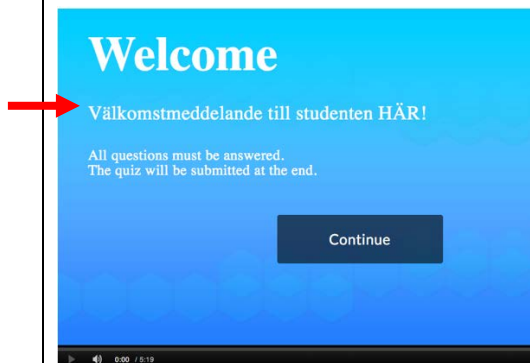 Welcome
Välkomstmeddelande till studenten HÄR!
All questions must be answered.
The quiz will be submitted at the end.
Continue
0:00 / 5:19